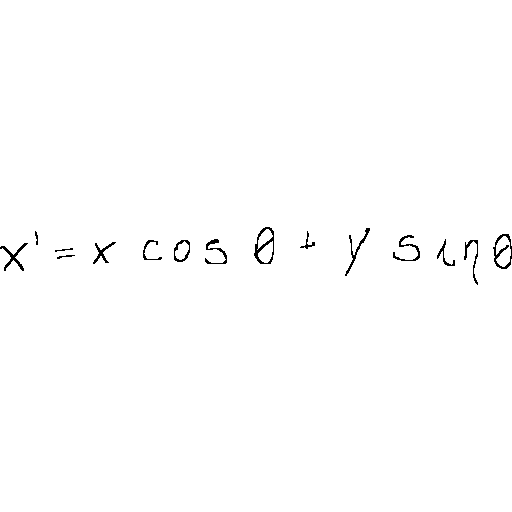 x' = x cos θ + y sin θ